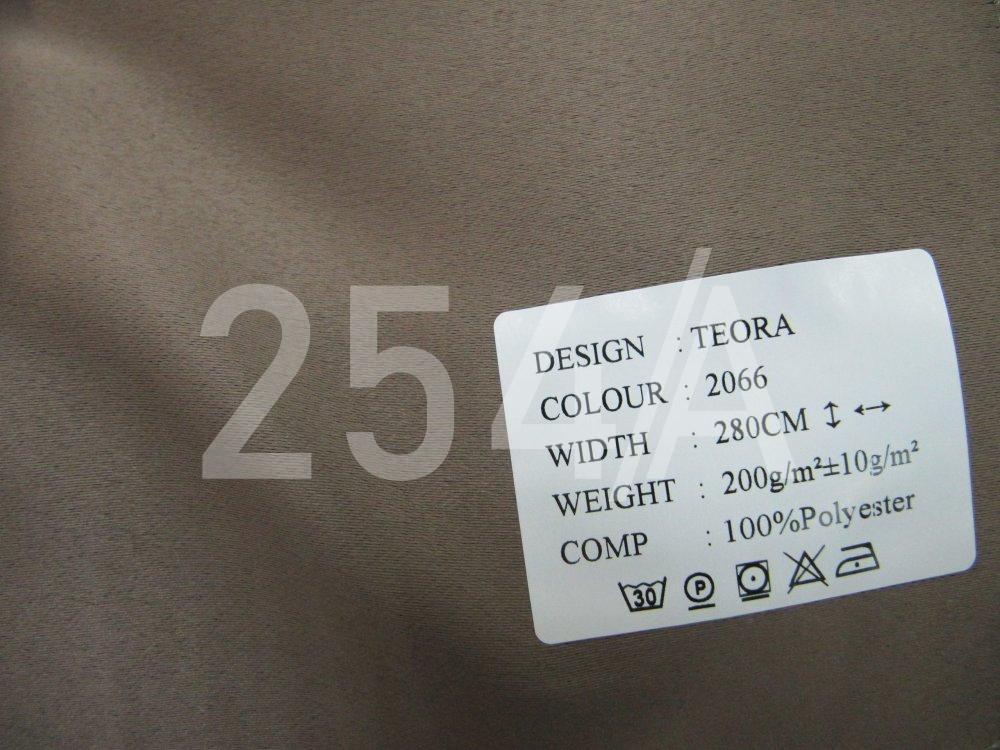 254/A
DESIGN : TEORA
COLOUR : 2066
WIDTH : 280CM ↕ ↔
WEIGHT : 200g/m²±10g/m²
COMP : 100%Polyester
30 P